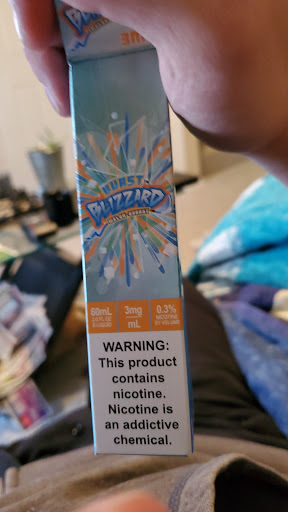 BURST
BLIZZARD
60mL
3mg
mL
0.3%
NICOTINE
BY VOLUME
WARNING:
This product
contains
nicotine.
Nicotine is
an addictive
chemical.